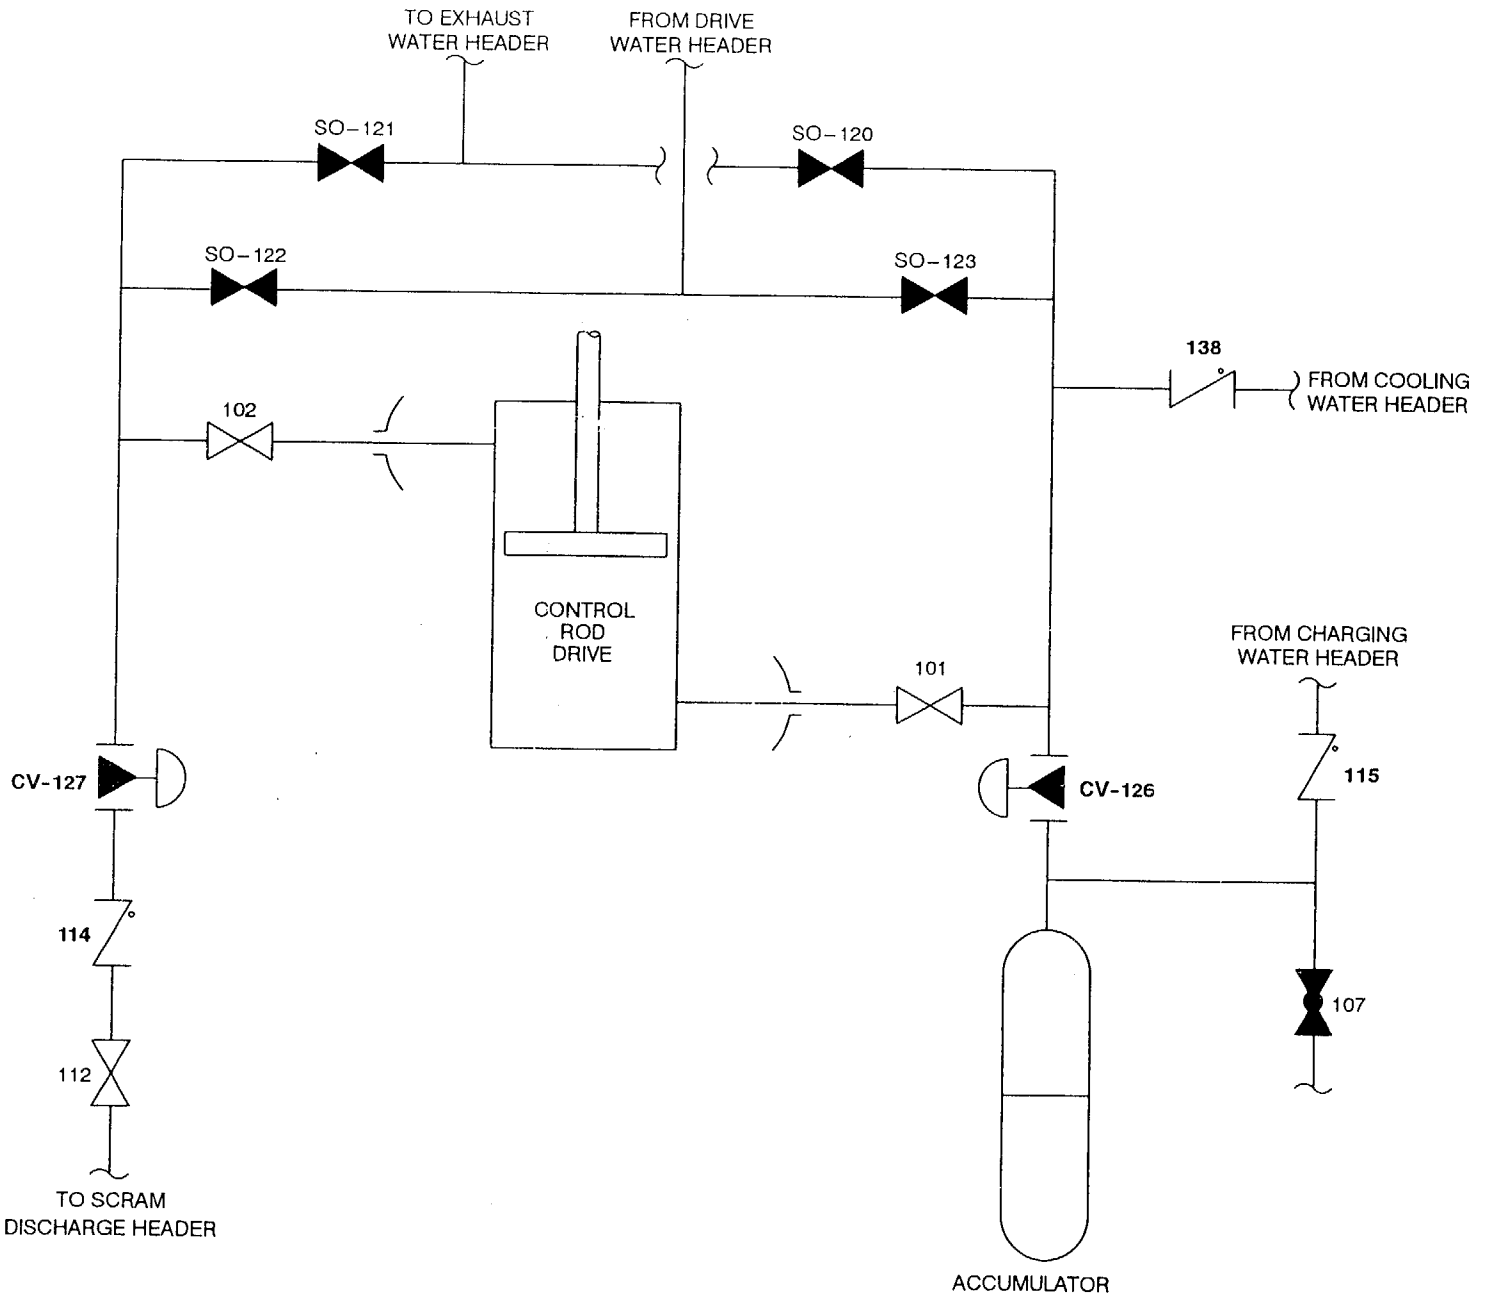 TO EXHAUST
WATER HEADER
FROM DRIVE
WATER HEADER
SO-121
SO-120
SO-122
SO-123
138
FROM COOLING
WATER HEADER
102
CONTROL
ROD
DRIVE
101
FROM CHARGING
WATER HEADER
CV-127
CV-126
115
114
107
112
TO SCRAM
DISCHARGE HEADER
ACCUMULATOR